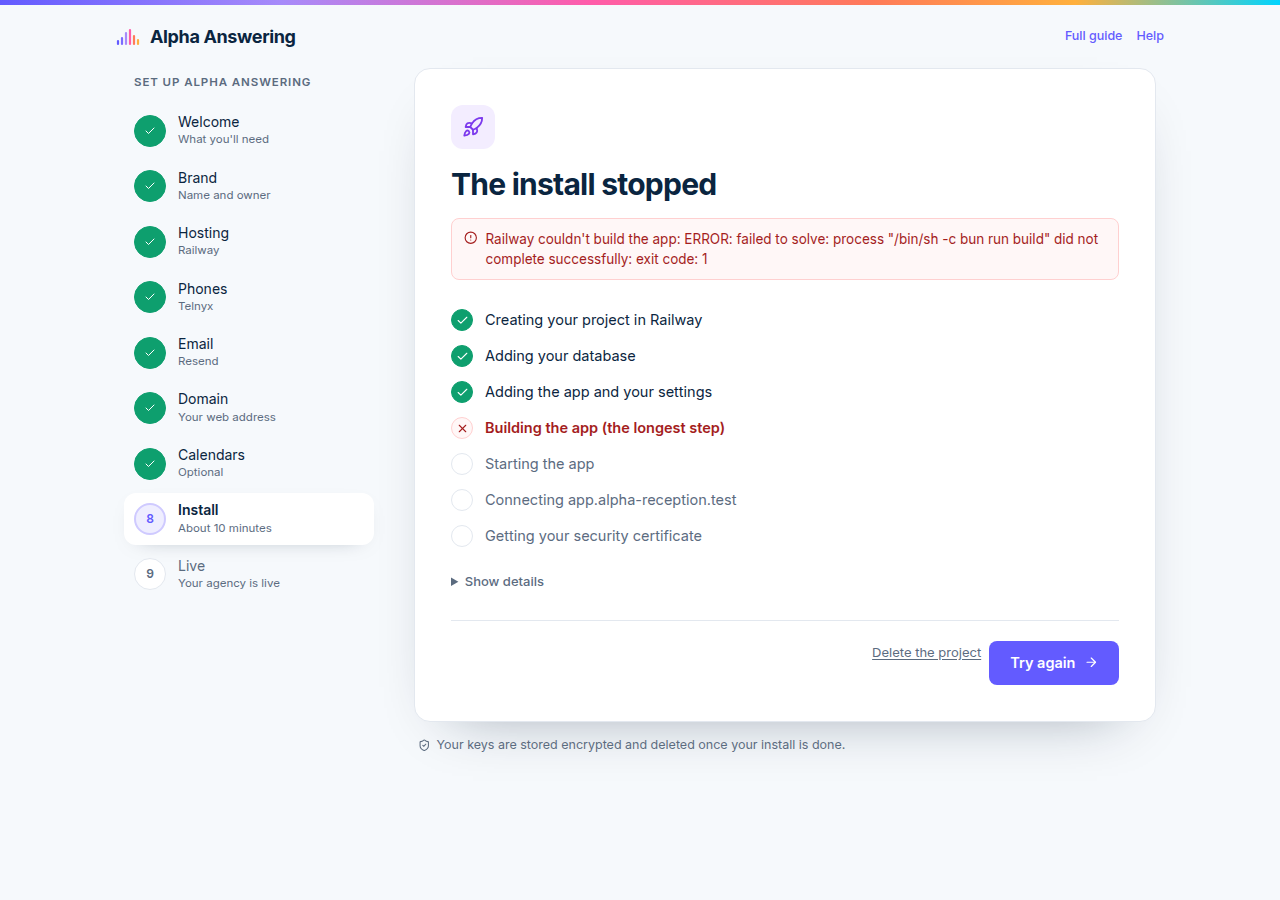 Alpha Answering
Full guide
Help
SET UP ALPHA ANSWERING
Welcome
What you'll need
Brand
Name and owner
Hosting
Railway
Phones
Telnyx
Email
Resend
Domain
Your web address
Calendars
Optional
8
Install
About 10 minutes
9
Live
Your agency is live
The install stopped
Railway couldn't build the app: ERROR: failed to solve: process "/bin/sh -c bun run build" did not
complete successfully: exit code: 1
Creating your project in Railway
Adding your database
Adding the app and your settings
Building the app (the longest step)
Starting the app
Connecting app.alpha-reception.test
Getting your security certificate
Show details
Delete the project
Try again
Your keys are stored encrypted and deleted once your install is done.